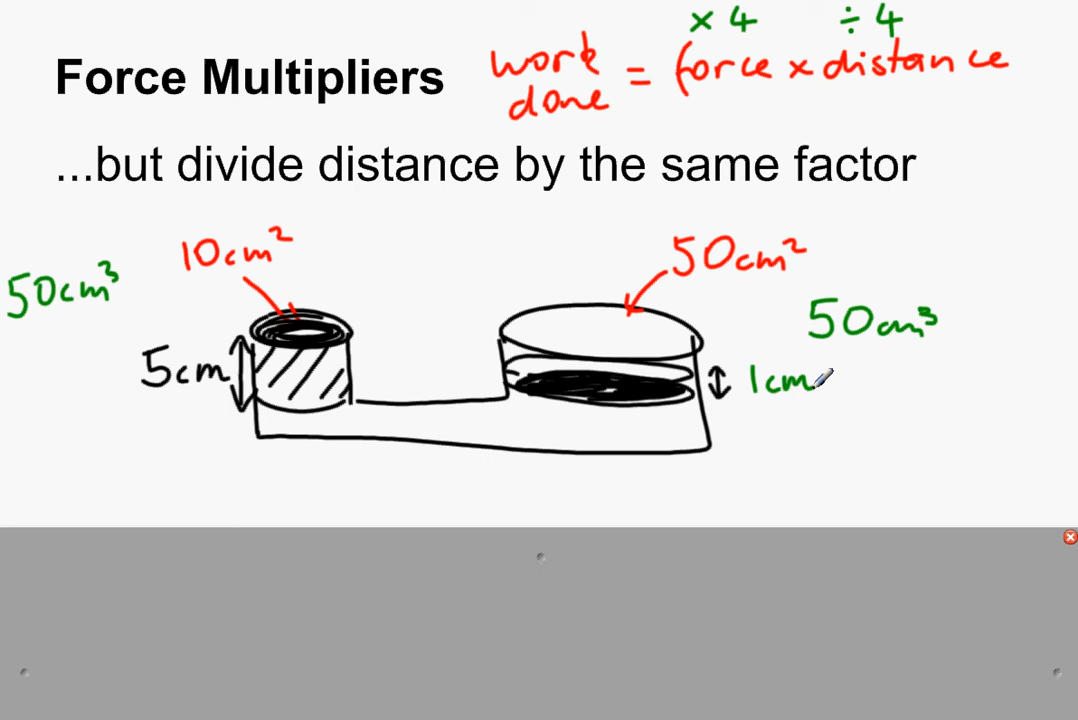 × 4 ÷ 4
Force Multipliers
work done = force × distance
...but divide distance by the same factor
10cm²
50cm²
50cm³
50cm³
5cm
1cm